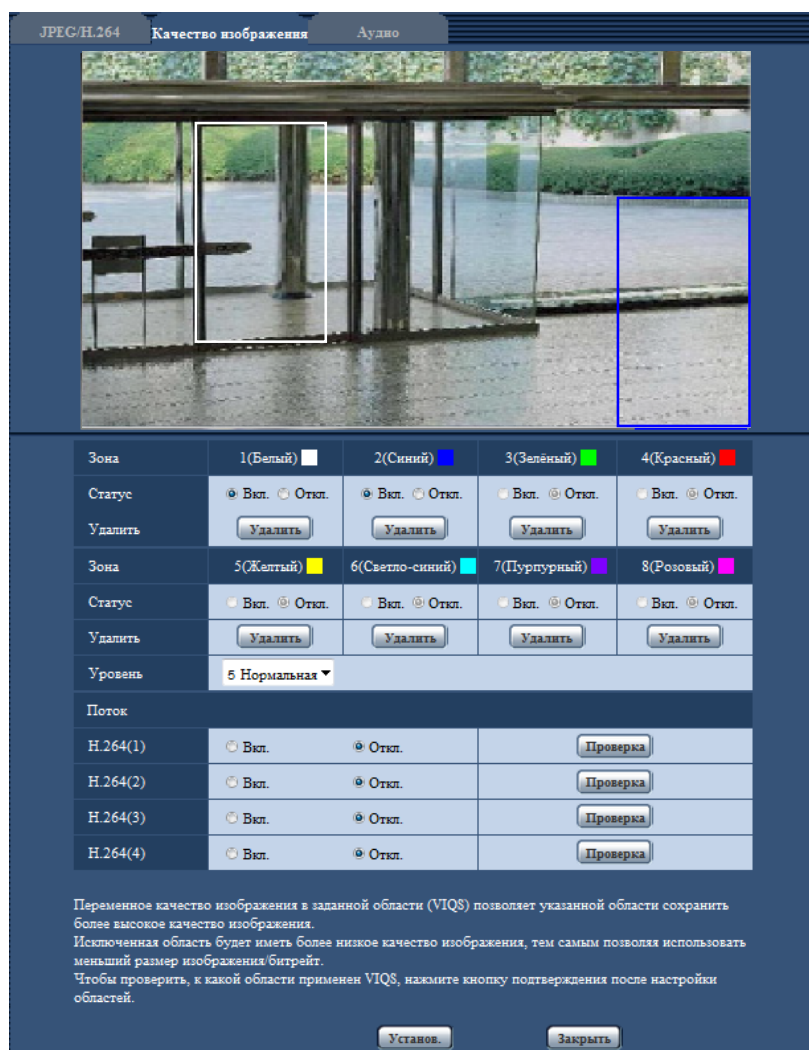 JPEG/H.264 Качество изображения Аудио
Зона 1(Белый) 2(Синий) 3(Зелёный) 4(Красный)
Статус Вкл. Откл. Вкл. Откл. Вкл. Откл. Вкл. Откл.
Удалить Удалить Удалить Удалить Удалить
Зона 5(Желтый) 6(Светло-синий) 7(Пурпурный) 8(Розовый)
Статус Вкл. Откл. Вкл. Откл. Вкл. Откл. Вкл. Откл.
Удалить Удалить Удалить Удалить Удалить
Уровень 5 Нормальная
Поток
H.264(1) Вкл. Откл. Проверка
H.264(2) Вкл. Откл. Проверка
H.264(3) Вкл. Откл. Проверка
H.264(4) Вкл. Откл. Проверка
Переменное качество изображения в заданной области (VIQS) позволяет указанной области сохранить
более высокое качество изображения.
Исключенная область будет иметь более низкое качество изображения, тем самым позволяя использовать
меньший размер изображения/битрейт.
Чтобы проверить, к какой области применен VIQS, нажмите кнопку подтверждения после настройки
областей.
Установ. Закрыть